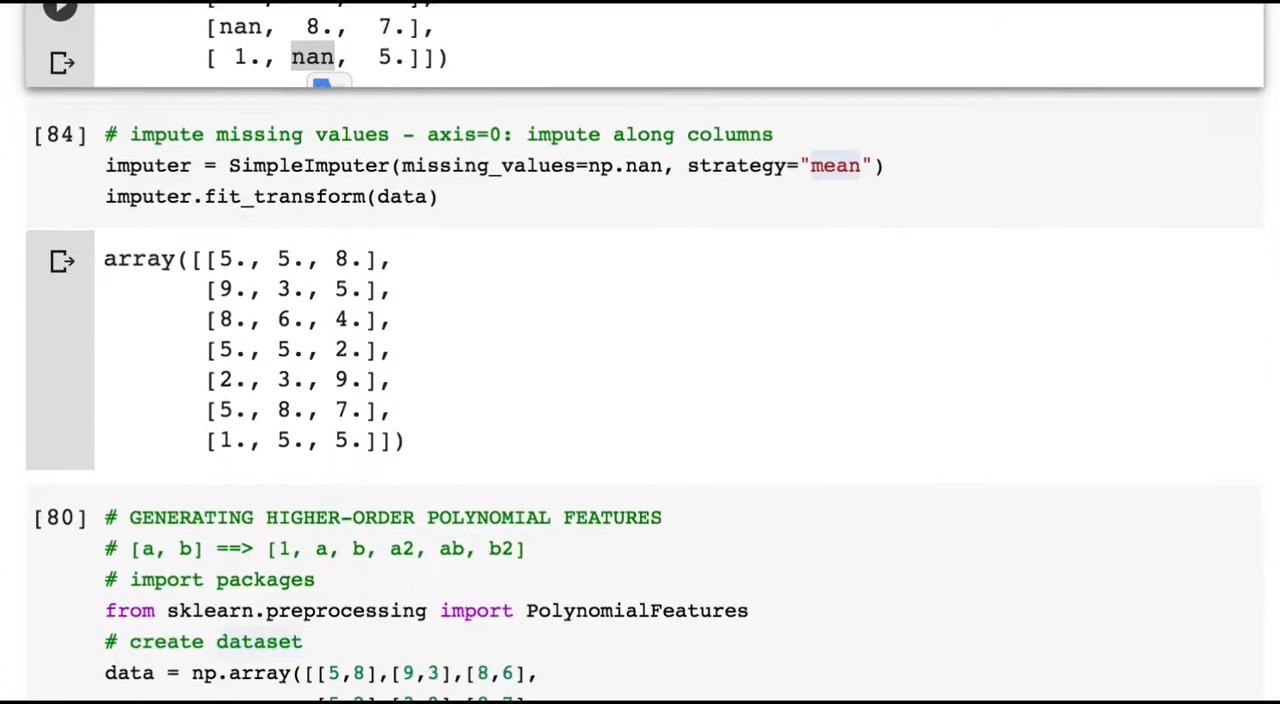 [nan, 8., 7.],
[ 1., nan, 5.]])
[84] # impute missing values - axis=0: impute along columns
imputer = SimpleImputer(missing_values=np.nan, strategy="mean")
imputer.fit_transform(data)
array([[5., 5., 8.],
[9., 3., 5.],
[8., 6., 4.],
[5., 5., 2.],
[2., 3., 9.],
[5., 8., 7.],
[1., 5., 5.]])
[80] # GENERATING HIGHER-ORDER POLYNOMIAL FEATURES
# [a, b] ==> [1, a, b, a2, ab, b2]
# import packages
from sklearn.preprocessing import PolynomialFeatures
# create dataset
data = np.array([[5,8],[9,3],[8,6],